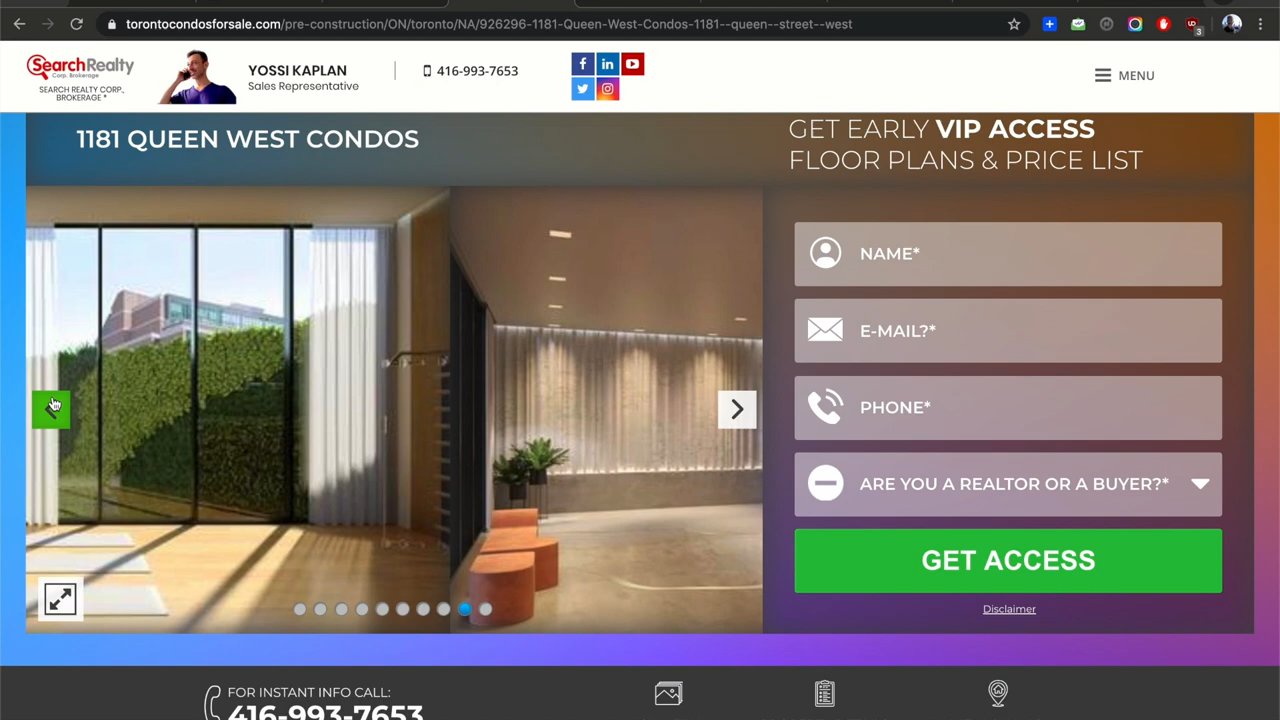 torontocondosforsale.com/pre-construction/ON/toronto/NA/926296-1181-Queen-West-Condos-1181--queen--street--west
3
SearchRealty
Corp. Brokerage
SEARCH REALTY CORP.,
BROKERAGE *
YOSSI KAPLAN
Sales Representative
416-993-7653
MENU
1181 QUEEN WEST CONDOS
GET EARLY VIP ACCESS
FLOOR PLANS & PRICE LIST
NAME*
E-MAIL?*
PHONE*
ARE YOU A REALTOR OR A BUYER?*
GET ACCESS
Disclaimer
FOR INSTANT INFO CALL:
416-993-7653